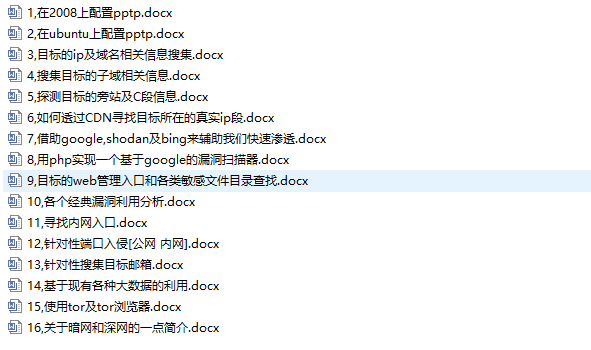 1,在2008上配置pptp.docx
2,在ubuntu上配置pptp.docx
3,目标的ip及域名相关信息搜集.docx
4,搜集目标的子域相关信息.docx
5,探测目标的旁站及C段信息.docx
6,如何透过CDN寻找目标所在的真实ip段.docx
7,借助google,shodan及bing来辅助我们快速渗透.docx
8,用php实现一个基于google的漏洞扫描器.docx
9,目标的web管理入口和各类敏感文件目录查找.docx
10,各个经典漏洞利用分析.docx
11,寻找内网入口.docx
12,针对性端口入侵[公网 内网].docx
13,针对性搜集目标邮箱.docx
14,基于现有各种大数据的利用.docx
15,使用tor及tor浏览器.docx
16,关于暗网和深网的一点简介.docx